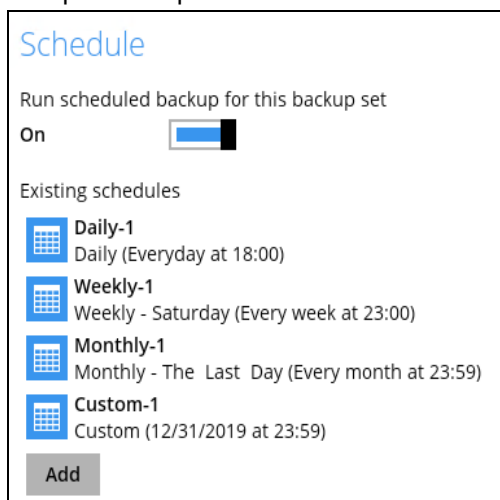 Schedule
Run scheduled backup for this backup set
On
Existing schedules
Daily-1
Daily (Everyday at 18:00)
Weekly-1
Weekly - Saturday (Every week at 23:00)
Monthly-1
Monthly - The  Last  Day (Every month at 23:59)
Custom-1
Custom (12/31/2019 at 23:59)
Add